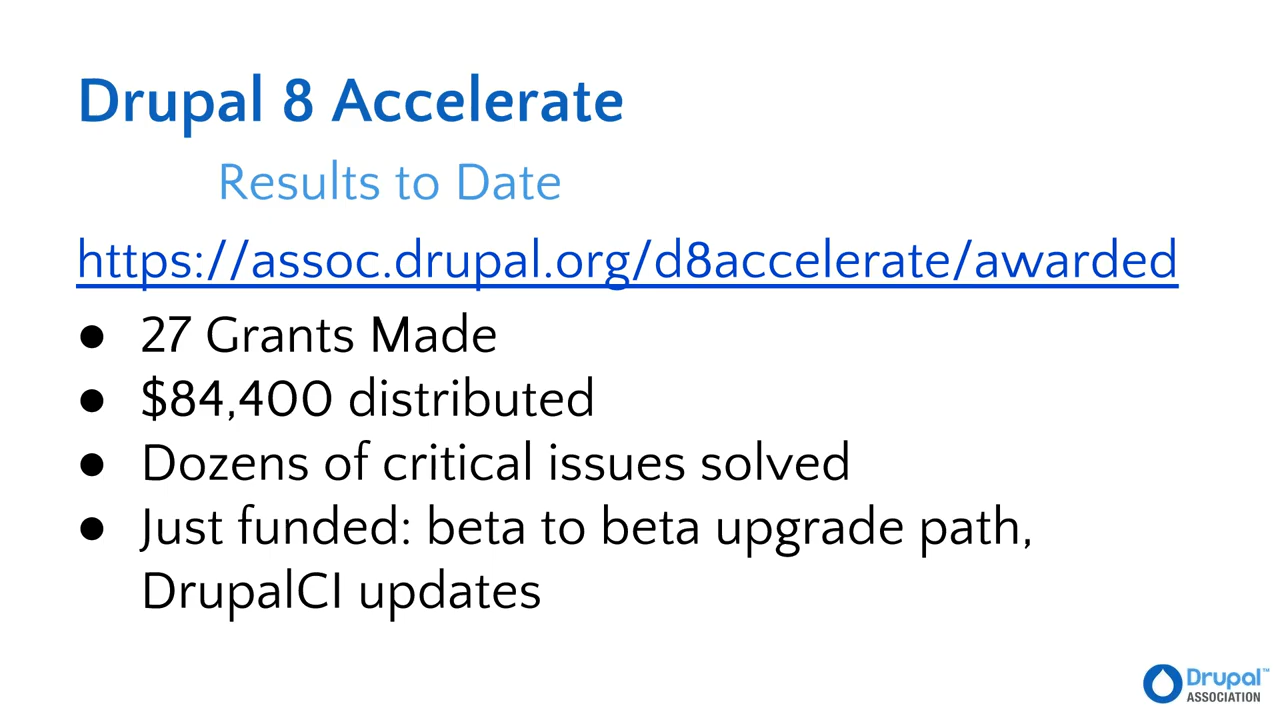 Drupal 8 Accelerate
Results to Date
https://assoc.drupal.org/d8accelerate/awarded
● 27 Grants Made
● $84,400 distributed
● Dozens of critical issues solved
● Just funded: beta to beta upgrade path,
DrupalCI updates
Drupal™
ASSOCIATION